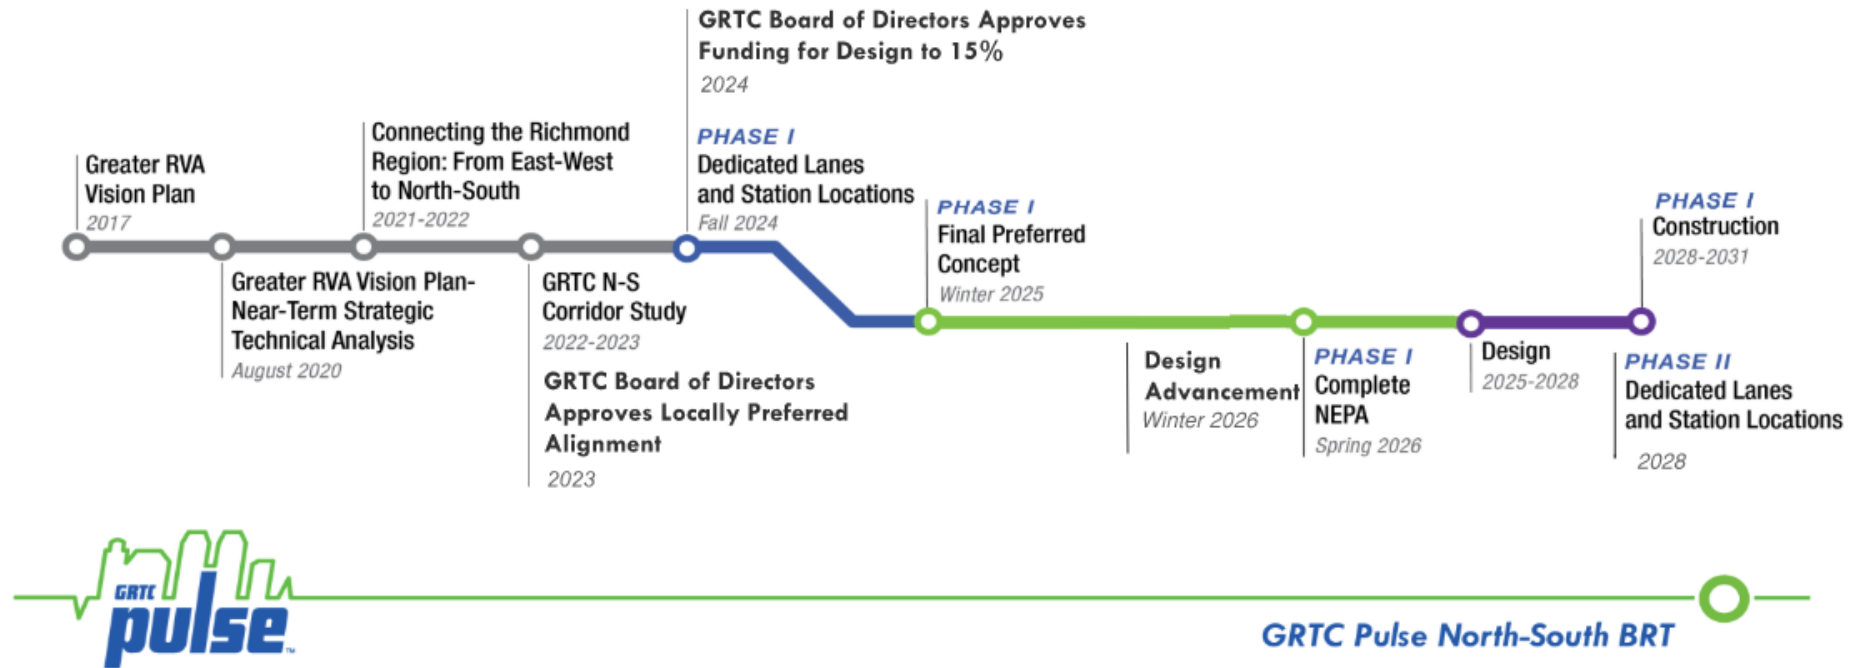 Greater RVA
Vision Plan
2017
Greater RVA Vision Plan-
Near-Term Strategic
Technical Analysis
August 2020
Connecting the Richmond
Region: From East-West
to North-South
2021-2022
GRTC N-S
Corridor Study
2022-2023
GRTC Board of Directors
Approves Locally Preferred
Alignment
2023
GRTC Board of Directors Approves
Funding for Design to 15%
2024
PHASE I
Dedicated Lanes
and Station Locations
Fall 2024
PHASE I
Final Preferred
Concept
Winter 2025
Design
Advancement
Winter 2026
PHASE I
Complete
NEPA
Spring 2026
Design
2025-2028
PHASE I
Construction
2028-2031
PHASE II
Dedicated Lanes
and Station Locations
2028
GRTC
pulse™
GRTC Pulse North-South BRT